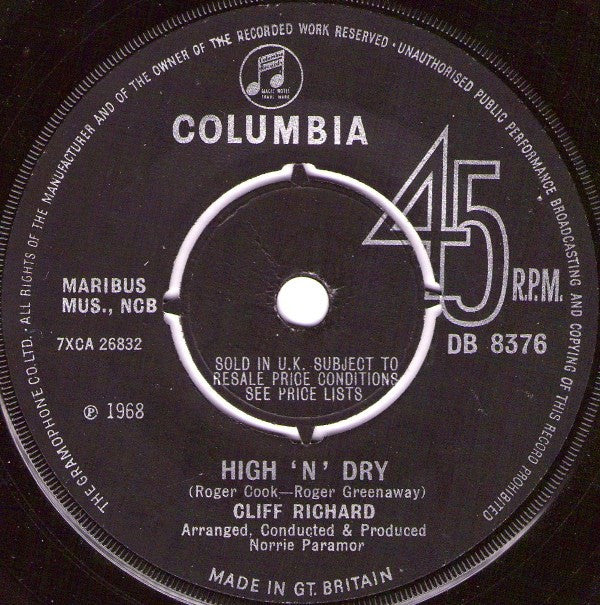 THE GRAMOPHONE CO. LTD. ALL RIGHTS OF THE MANUFACTURER AND OF THE OWNER OF THE RECORDED WORK RESERVED · UNAUTHORISED PUBLIC PERFORMANCE BROADCASTING AND COPYING OF THIS RECORD PROHIBITED
COLUMBIA
45
R.P.M.
MARIBUS
MUS., NCB
7XCA 26832
DB 8376
SOLD IN U.K. SUBJECT TO
RESALE PRICE CONDITIONS
SEE PRICE LISTS
℗ 1968
HIGH ‘N’ DRY
(Roger Cook—Roger Greenaway)
CLIFF RICHARD
Arranged, Conducted & Produced
Norrie Paramor
MADE IN GT. BRITAIN